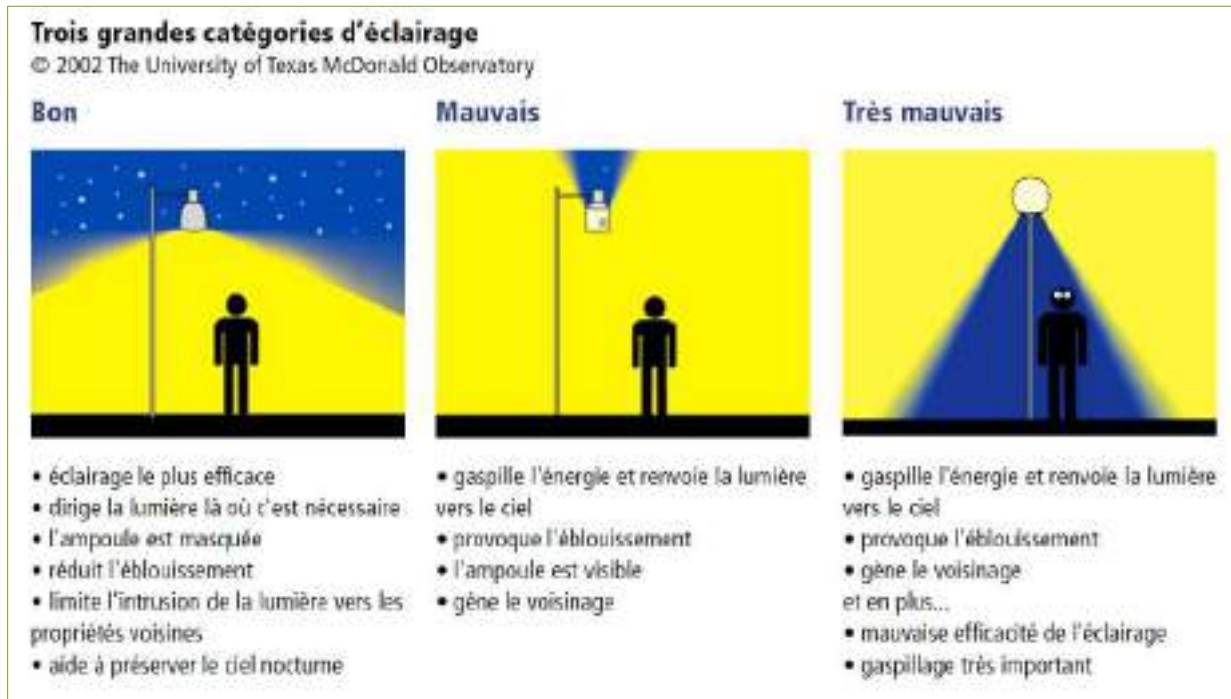 Trois grandes catégories d'éclairage
© 2002 The University of Texas McDonald Observatory
Bon
• éclairage le plus efficace
• dirige la lumière là où c'est nécessaire
• l'ampoule est masquée
• réduit l'éblouissement
• limite l'intrusion de la lumière vers les
propriétés voisines
• aide à préserver le ciel nocturne
Mauvais
• gaspille l'énergie et renvoie la lumière
vers le ciel
• provoque l'éblouissement
• l'ampoule est visible
• gène le voisinage
Très mauvais
• gaspille l'énergie et renvoie la lumière
vers le ciel
• provoque l'éblouissement
• gène le voisinage
et en plus...
• mauvaise efficacité de l'éclairage
• gaspillage très important